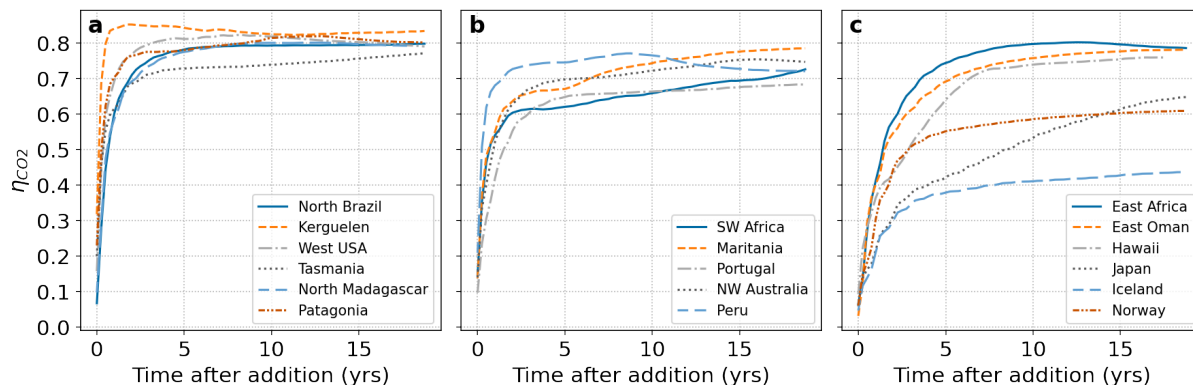 a
b
c
η_CO2
0.8
0.7
0.6
0.5
0.4
0.3
0.2
0.1
0.0
North Brazil
Kerguelen
West USA
Tasmania
North Madagascar
Patagonia
SW Africa
Maritania
Portugal
NW Australia
Peru
East Africa
East Oman
Hawaii
Japan
Iceland
Norway
0 5 10 15
0 5 10 15
0 5 10 15
Time after addition (yrs)
Time after addition (yrs)
Time after addition (yrs)